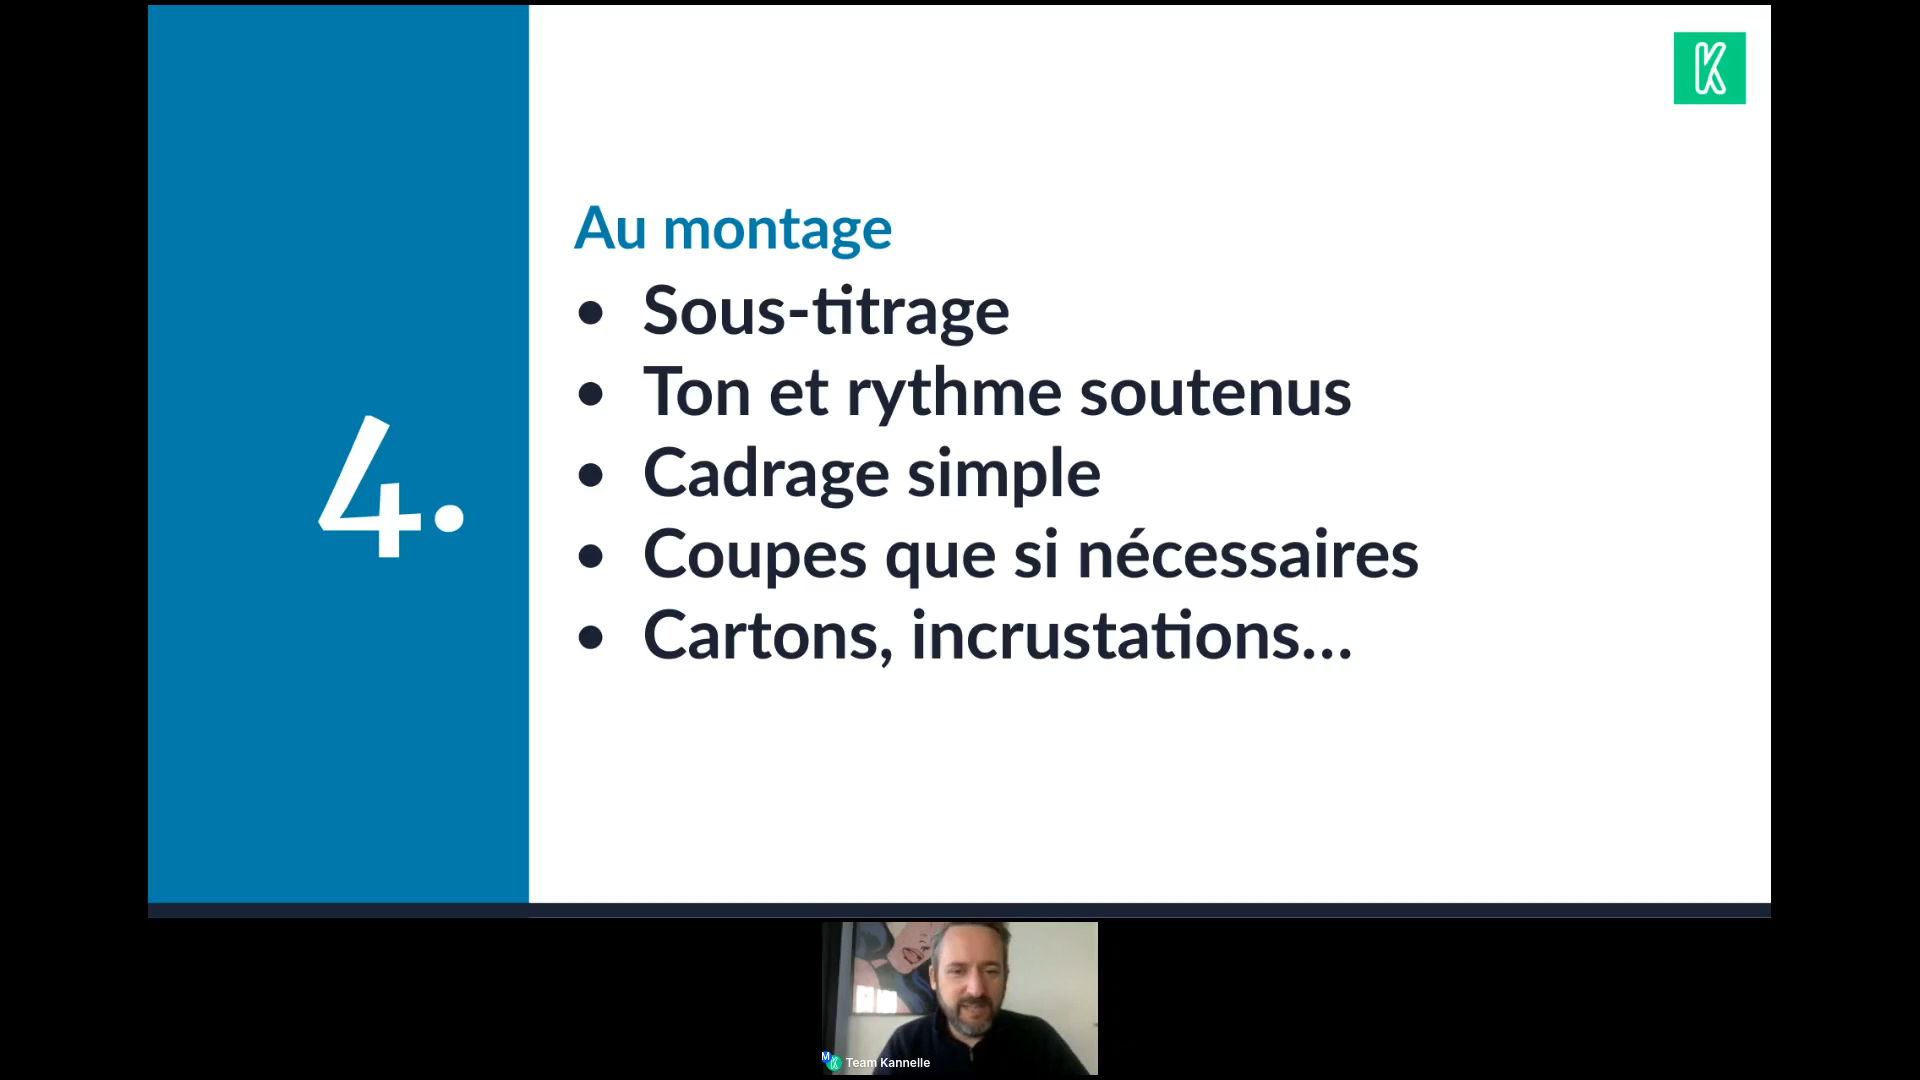 K
4.
Au montage
• Sous-titrage
• Ton et rythme soutenus
• Cadrage simple
• Coupes que si nécessaires
• Cartons, incrustations...
M K Team Kannelle